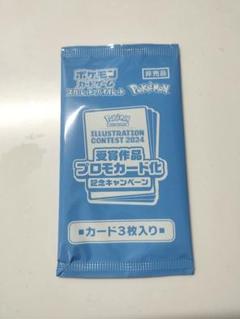 ポケモン
カードゲーム
スカーレット&バイオレット
非売品
Pokémon
Pokémon
ILLUSTRATION
CONTEST 2024
受賞作品
プロモカード化
記念キャンペーン
■カード3枚入り■